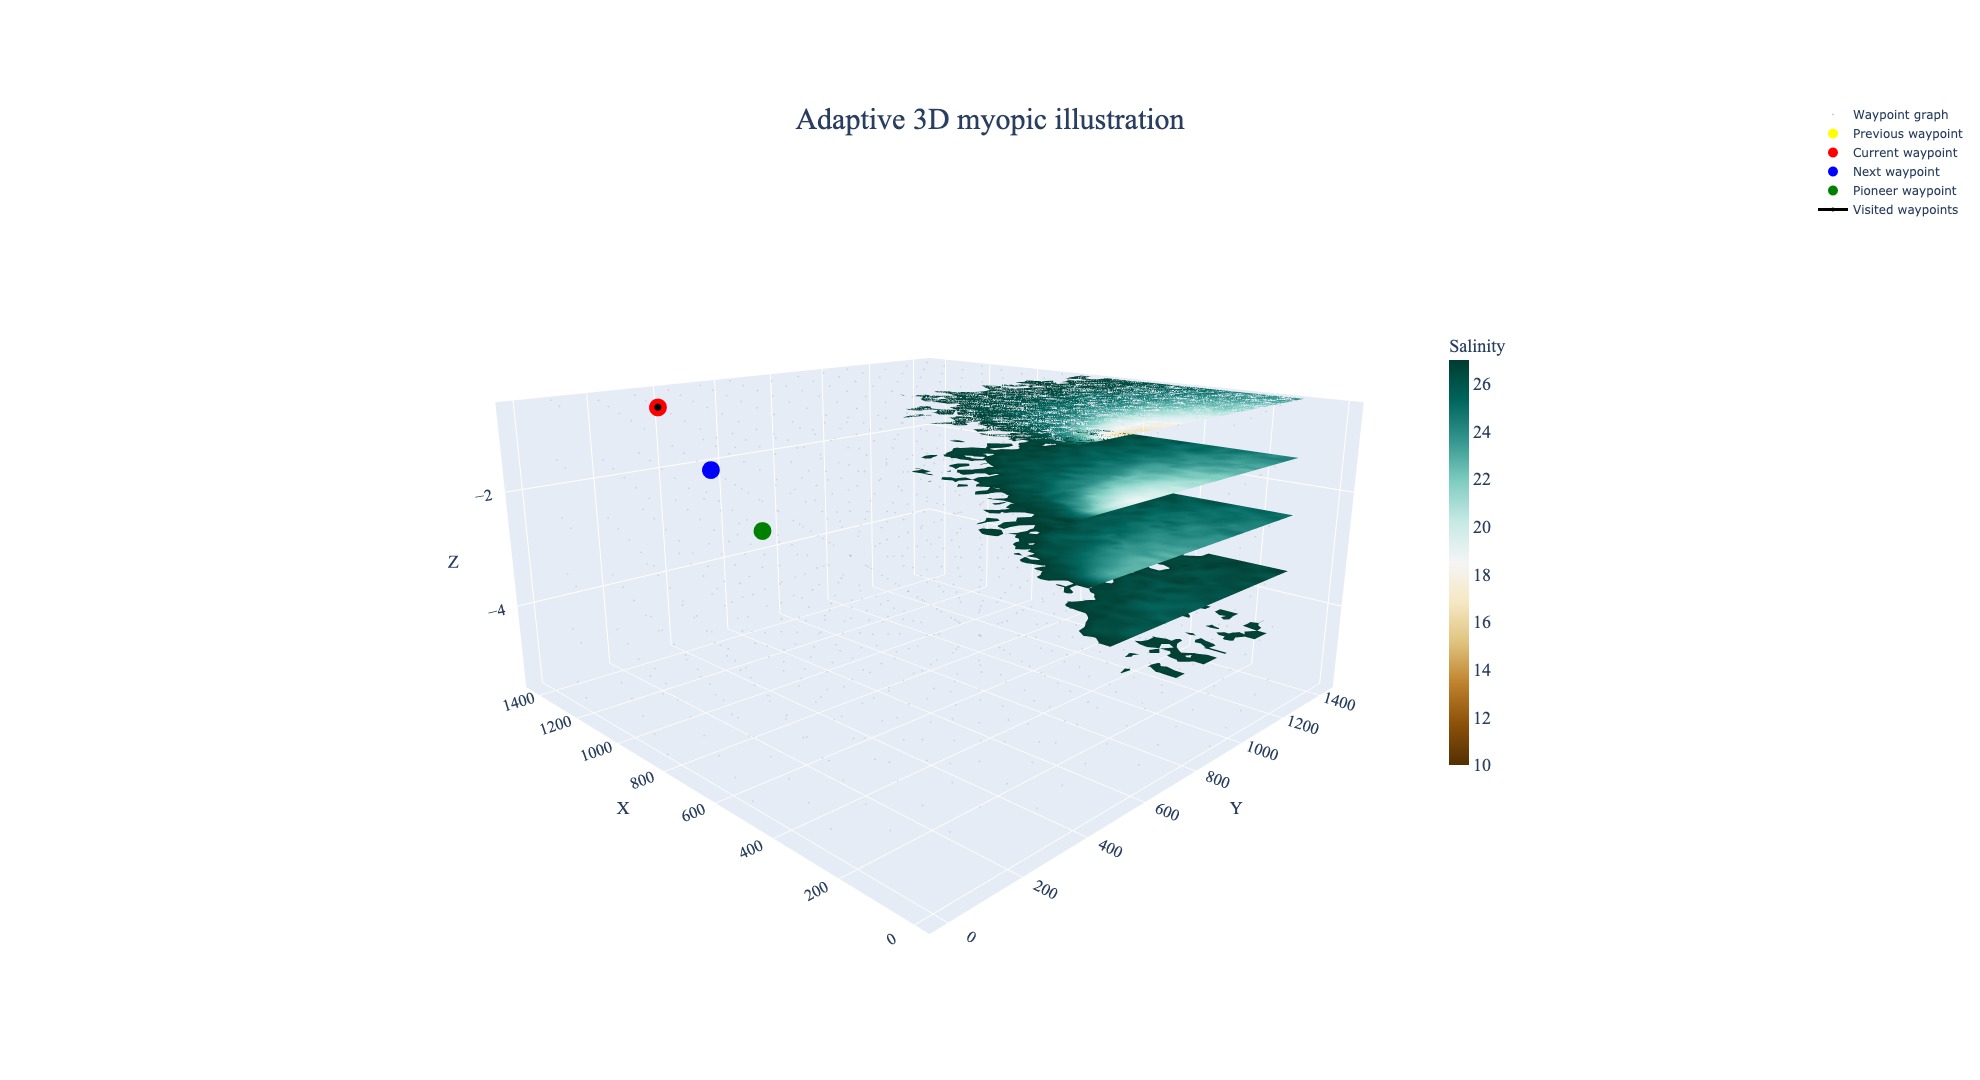 Adaptive 3D myopic illustration
Waypoint graph
Previous waypoint
Current waypoint
Next waypoint
Pioneer waypoint
Visited waypoints
Salinity
26
24
22
20
18
16
14
12
10
−2
−4
Z
1400
1200
1000
800
600
400
200
0
X
0
200
400
600
800
1000
1200
1400
Y